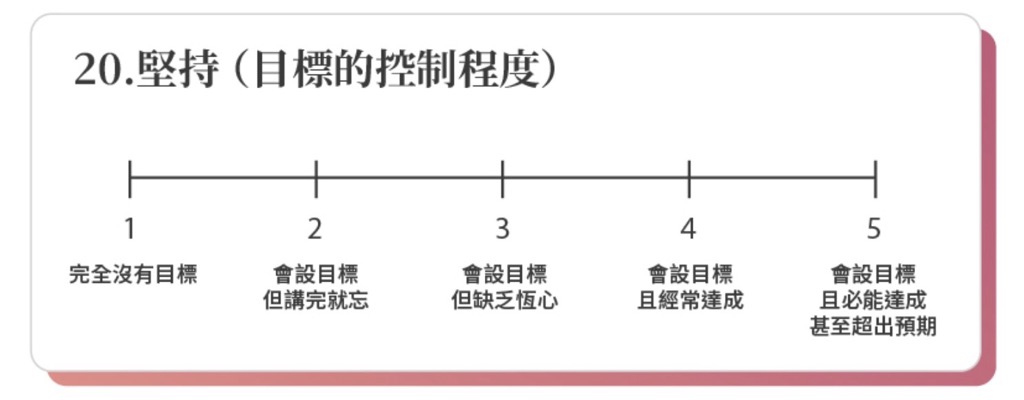 20.堅持（目標的控制程度）
1
2
3
4
5
完全沒有目標
會設目標
但講完就忘
會設目標
但缺乏恆心
會設目標
且經常達成
會設目標
且必能達成
甚至超出預期